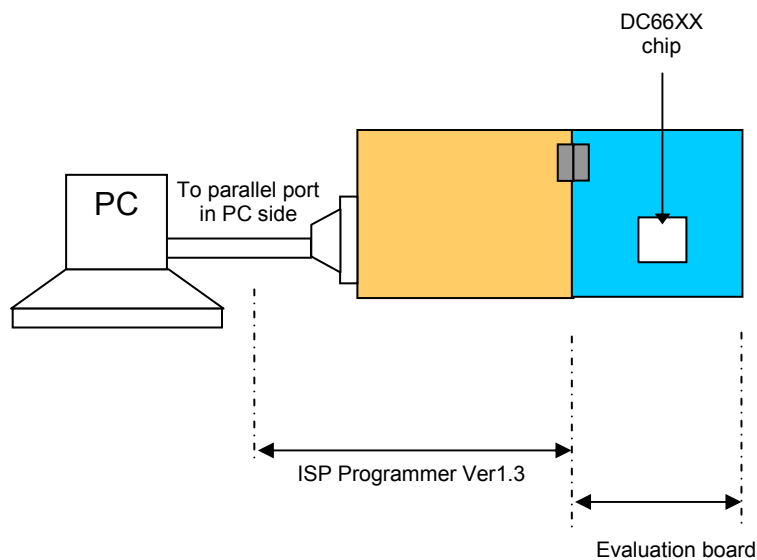 DC66XX
chip
PC
To parallel port
in PC side
ISP Programmer Ver1.3
Evaluation board